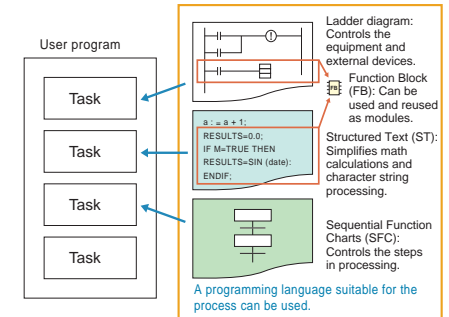 User program
Task
Task
Task
Task
a : = a + 1;
RESULTS=0.0;
IF M=TRUE THEN
RESULTS=SIN (date):
ENDIF;
Ladder diagram:
Controls the
equipment and
external devices.
FB
Function Block
(FB): Can be
used and reused
as modules.
Structured Text (ST):
Simplifies math
calculations and
character string
processing.
Sequential Function
Charts (SFC):
Controls the steps
in processing.
A programming language suitable for the
process can be used.